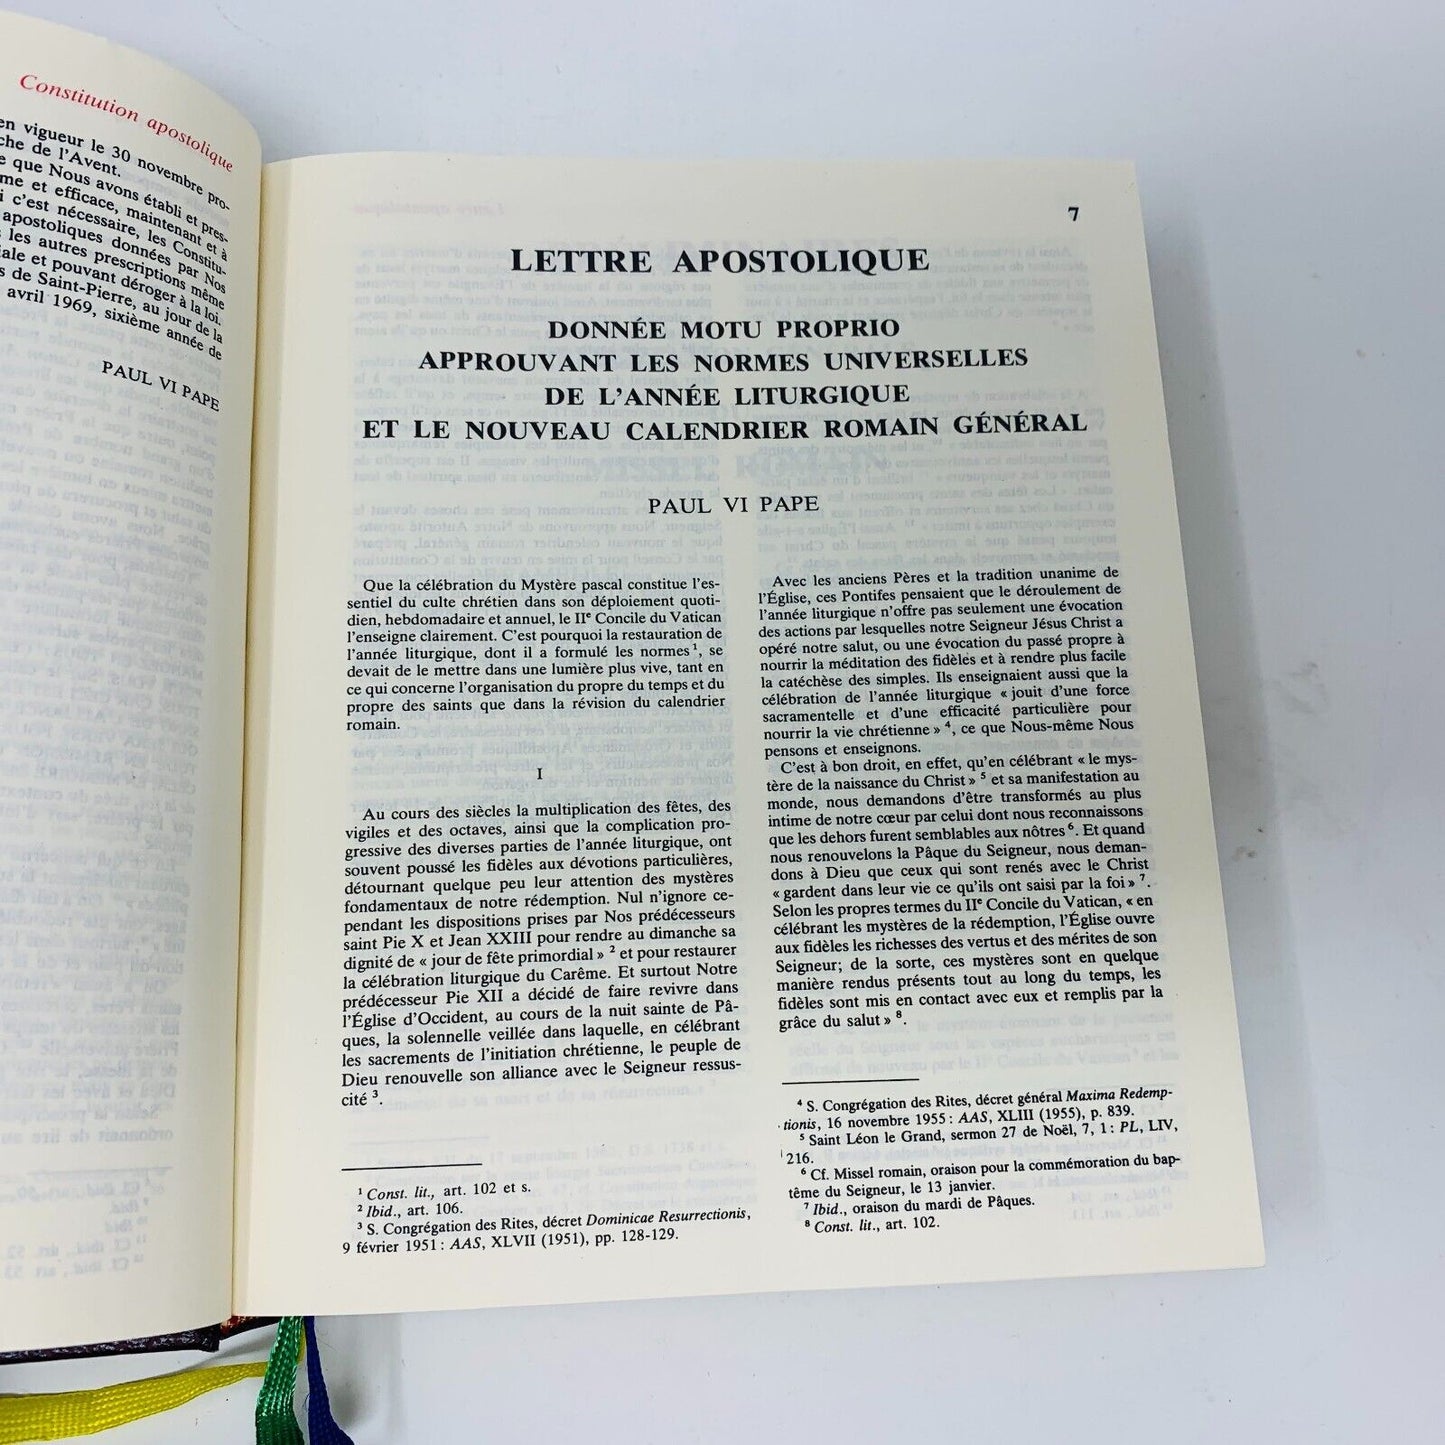 Constitution apostolique
en vigueur le 30 novembre pro-
che de l'Avent.
e que Nous avons établi et pres-
me et efficace, maintenant et à
i c'est nécessaire, les Constitu-
apostoliques données par Nos
les autres prescriptions même
iale et pouvant déroger à la loi.
s de Saint-Pierre, au jour de la
avril 1969, sixième année de
PAUL VI PAPE
7
LETTRE APOSTOLIQUE
DONNÉE MOTU PROPRIO
APPROUVANT LES NORMES UNIVERSELLES
DE L'ANNÉE LITURGIQUE
ET LE NOUVEAU CALENDRIER ROMAIN GÉNÉRAL
PAUL VI PAPE
Que la célébration du Mystère pascal constitue l'es-
sentiel du culte chrétien dans son déploiement quoti-
dien, hebdomadaire et annuel, le IIe Concile du Vatican
l'enseigne clairement. C'est pourquoi la restauration de
l'année liturgique, dont il a formulé les normes ¹, se
devait de le mettre dans une lumière plus vive, tant en
ce qui concerne l'organisation du propre du temps et du
propre des saints que dans la révision du calendrier
romain.
I
Au cours des siècles la multiplication des fêtes, des
vigiles et des octaves, ainsi que la complication pro-
gressive des diverses parties de l'année liturgique, ont
souvent poussé les fidèles aux dévotions particulières,
détournant quelque peu leur attention des mystères
fondamentaux de notre rédemption. Nul n'ignore ce-
pendant les dispositions prises par Nos prédécesseurs
saint Pie X et Jean XXIII pour rendre au dimanche sa
dignité de « jour de fête primordial » ² et pour restaurer
la célébration liturgique du Carême. Et surtout Notre
prédécesseur Pie XII a décidé de faire revivre dans
l'Église d'Occident, au cours de la nuit sainte de Pâ-
ques, la solennelle veillée dans laquelle, en célébrant
les sacrements de l'initiation chrétienne, le peuple de
Dieu renouvelle son alliance avec le Seigneur ressus-
cité ³.
¹ Const. lit., art. 102 et s.
² Ibid., art. 106.
³ S. Congrégation des Rites, décret Dominicae Resurrectionis,
9 février 1951 : AAS, XLVII (1951), pp. 128-129.
Avec les anciens Pères et la tradition unanime de
l'Église, ces Pontifes pensaient que le déroulement de
l'année liturgique n'offre pas seulement une évocation
des actions par lesquelles notre Seigneur Jésus Christ a
opéré notre salut, ou une évocation du passé propre à
nourrir la méditation des fidèles et à rendre plus facile
la catéchèse des simples. Ils enseignaient aussi que la
célébration de l'année liturgique « jouit d'une force
sacramentelle et d'une efficacité particulière pour
nourrir la vie chrétienne » ⁴, ce que Nous-même Nous
pensons et enseignons.
C'est à bon droit, en effet, qu'en célébrant « le mys-
tère de la naissance du Christ » ⁵ et sa manifestation au
monde, nous demandons d'être transformés au plus
intime de notre cœur par celui dont nous reconnaissons
que les dehors furent semblables aux nôtres ⁶. Et quand
nous renouvelons la Pâque du Seigneur, nous deman-
dons à Dieu que ceux qui sont renés avec le Christ
« gardent dans leur vie ce qu'ils ont saisi par la foi » ⁷.
Selon les propres termes du IIe Concile du Vatican, « en
célébrant les mystères de la rédemption, l'Église ouvre
aux fidèles les richesses des vertus et des mérites de son
Seigneur; de la sorte, ces mystères sont en quelque
manière rendus présents tout au long du temps, les
fidèles sont mis en contact avec eux et remplis par la
grâce du salut » ⁸.
⁴ S. Congrégation des Rites, décret général Maxima Redemp-
tionis, 16 novembre 1955 : AAS, XLIII (1955), p. 839.
⁵ Saint Léon le Grand, sermon 27 de Noël, 7, 1 : PL, LIV,
216.
⁶ Cf. Missel romain, oraison pour la commémoration du bap-
tême du Seigneur, le 13 janvier.
⁷ Ibid., oraison du mardi de Pâques.
⁸ Const. lit., art. 102.